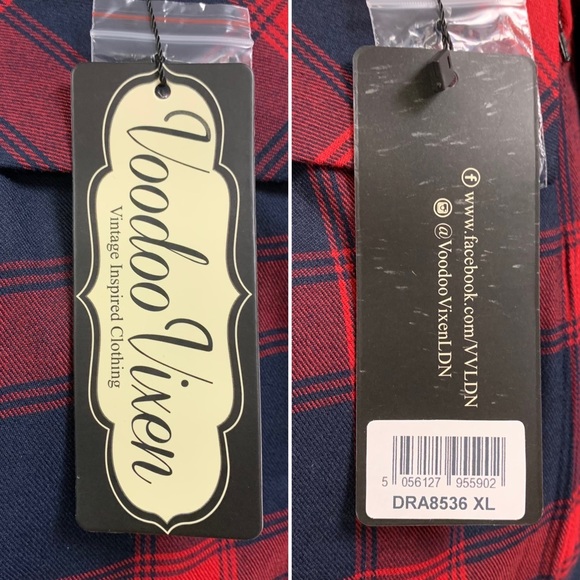 Voodoo Vixen
Vintage Inspired Clothing
www.facebook.com/VVLDN
@VoodooVixenLDN
5 056127 955902
DRA8536 XL